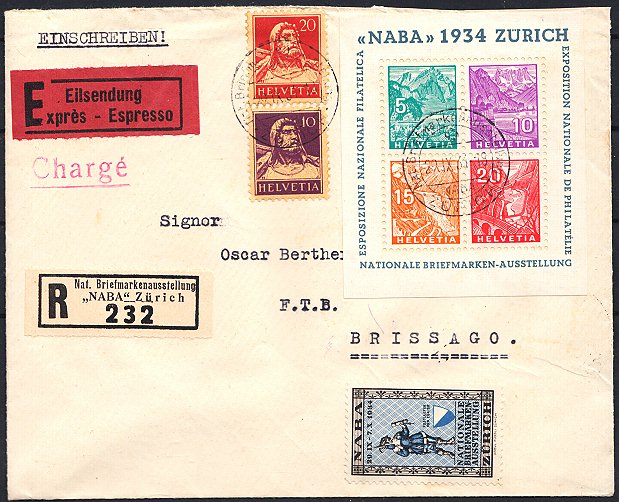 EINSCHREIBEN!
E Eilsendung
Exprès - Espresso
Chargé
20
HELVETIA
10
HELVETIA
«NABA» 1934 ZÜRICH
ESPOSIZIONE NAZIONALE FILATELICA
EXPOSITION NATIONALE DE PHILATELIE
5
HELVETIA
10
HELVETIA
15
HELVETIA
20
HELVETIA
NATIONALE BRIEFMARKEN-AUSSTELLUNG
Signor
Oscar Berther
F.T.B.
BRISSAGO.
R
Nat. Briefmarkenausstellung
„NABA“ Zürich
232
NABA
29.IX-7.X.1934
NATIONALE
BRIEFMARKEN-
AUSSTELLUNG
ZÜRICH